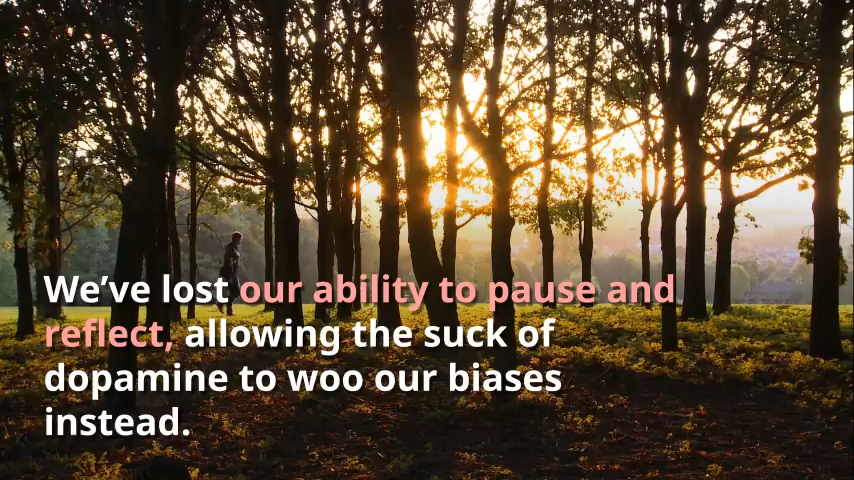 We’ve lost our ability to pause and
reflect, allowing the suck of
dopamine to woo our biases
instead.